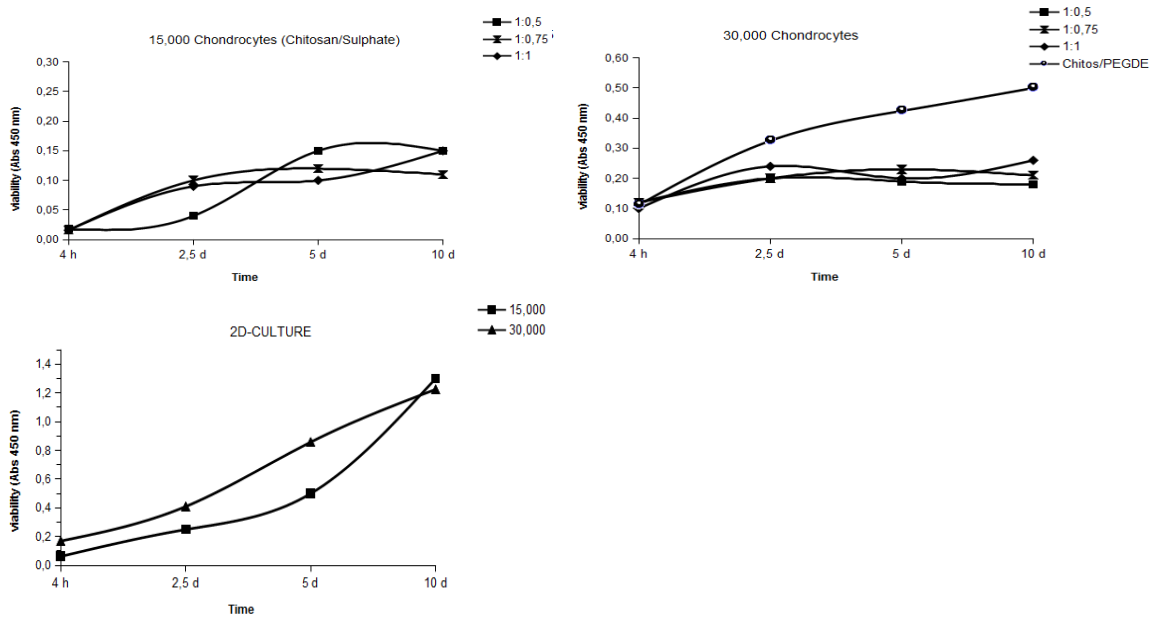 15,000 Chondrocytes (Chitosan/Sulphate)
1:0,5
1:0,75
1:1
viability (Abs 450 nm)
0,30
0,25
0,20
0,15
0,10
0,05
0,00
4 h
2,5 d
5 d
10 d
Time
30,000 Chondrocytes
1:0,5
1:0,75
1:1
Chitos/PEGDE
viability (Abs 450 nm)
0,60
0,50
0,40
0,30
0,20
0,10
0,00
4 h
2,5 d
5 d
10 d
Time
2D-CULTURE
15,000
30,000
viability (Abs 450 nm)
1,4
1,2
1,0
0,8
0,6
0,4
0,2
0,0
4 h
2,5 d
5 d
10 d
Time